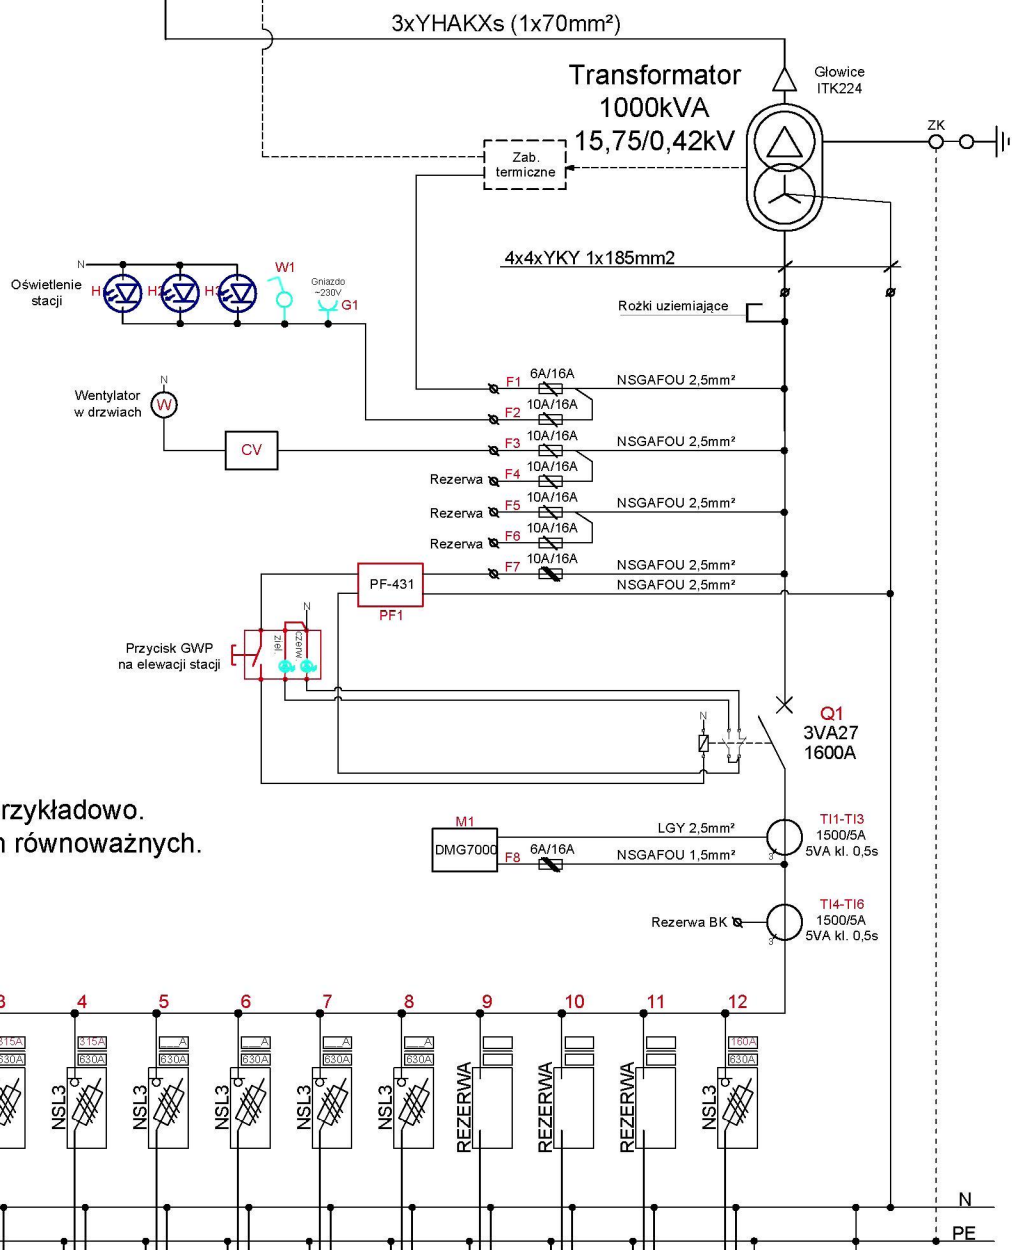 3xYHAKXs (1x70mm²)
Transformator
1000kVA
15,75/0,42kV
Głowice
ITK224
ZK
Zab.
termiczne
4x4xYKY 1x185mm2
N
Oświetlenie
stacji
H
H2
H3
W1
Gniazdo
~230V
G1
Rożki uziemiające
N
Wentylator
w drzwiach
W
CV
F1 6A/16A NSGAFOU 2,5mm²
F2 10A/16A
F3 10A/16A NSGAFOU 2,5mm²
Rezerwa F4 10A/16A
Rezerwa F5 10A/16A NSGAFOU 2,5mm²
Rezerwa F6 10A/16A
F7 10A/16A NSGAFOU 2,5mm²
NSGAFOU 2,5mm²
PF-431
PF1
N
Przycisk GWP
na elewacji stacji
ziel.
czerw.
N
Q1
3VA27
1600A
rzykładowo.
h równoważnych.
M1
DMG7000
LGY 2,5mm²
F8 6A/16A NSGAFOU 1,5mm²
TI1-TI3
1500/5A
5VA kl. 0,5s
3
Rezerwa BK
TI4-TI6
1500/5A
5VA kl. 0,5s
3
3 4 5 6 7 8 9 10 11 12
315A 315A __A __A __A __A 160A
630A 630A 630A 630A 630A 630A 630A
NSL3 NSL3 NSL3 NSL3 NSL3 REZERWA REZERWA REZERWA NSL3
N
PE